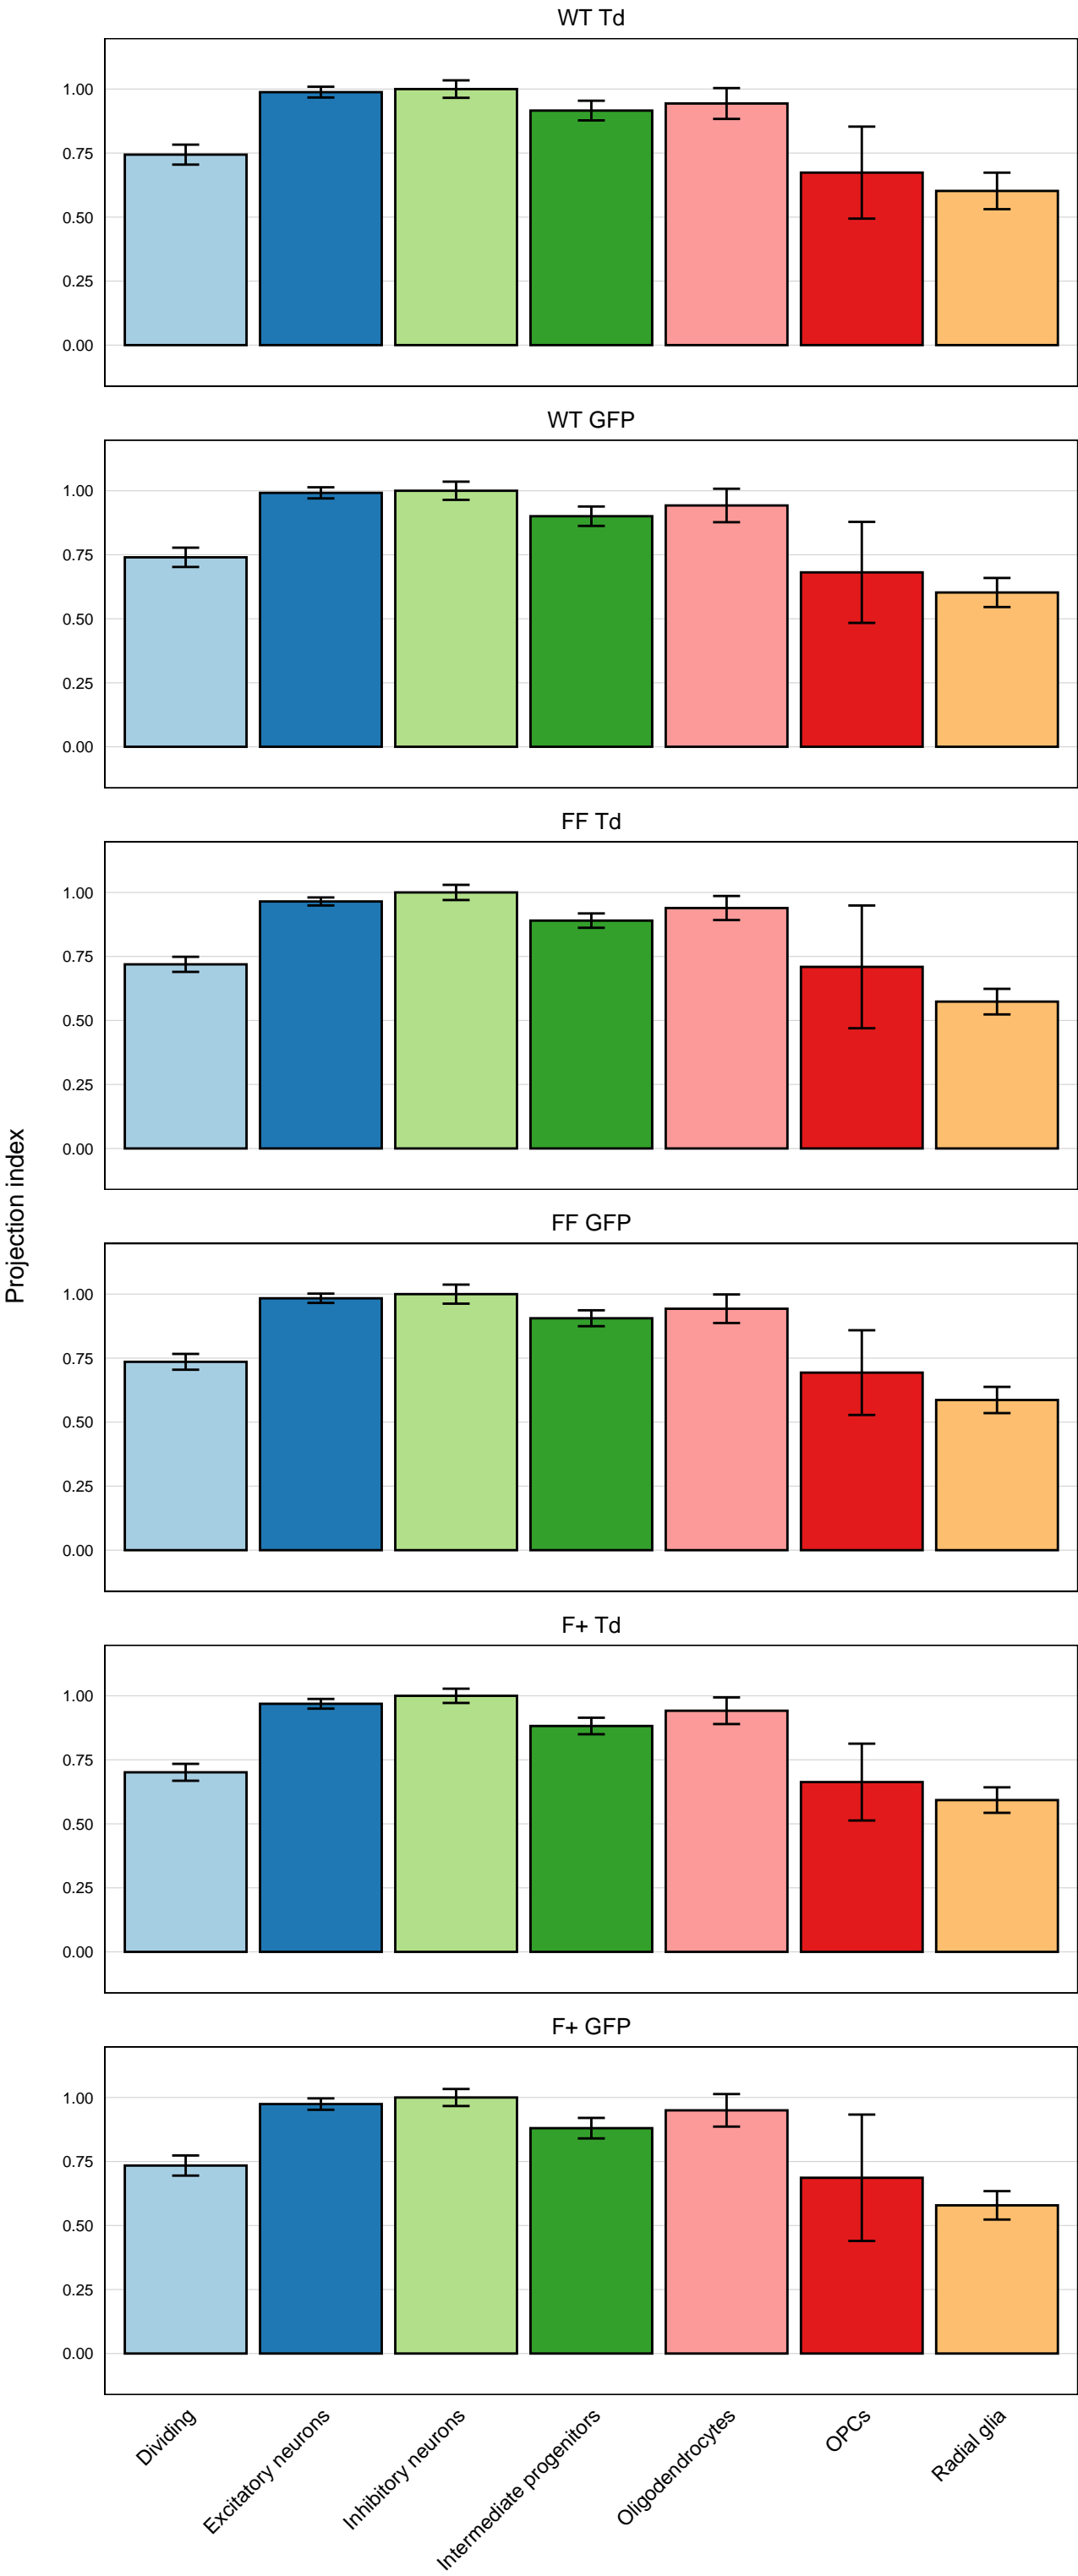 WT Td
1.00
0.75
0.50
0.25
0.00
WT GFP
1.00
0.75
0.50
0.25
0.00
FF Td
1.00
0.75
0.50
0.25
0.00
Projection index
FF GFP
1.00
0.75
0.50
0.25
0.00
F+ Td
1.00
0.75
0.50
0.25
0.00
F+ GFP
1.00
0.75
0.50
0.25
0.00
Dividing
Excitatory neurons
Inhibitory neurons
Intermediate progenitors
Oligodendrocytes
OPCs
Radial glia